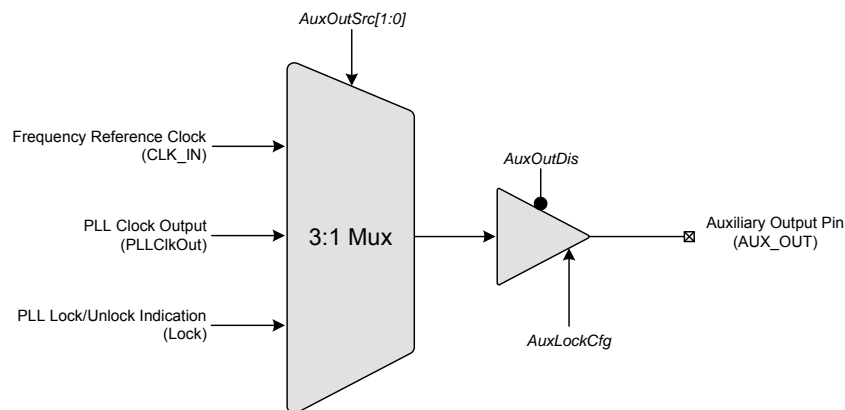 AuxOutSrc[1:0]
Frequency Reference Clock
(CLK_IN)
AuxOutDis
PLL Clock Output
(PLLClkOut)
3:1 Mux
Auxiliary Output Pin
(AUX_OUT)
PLL Lock/Unlock Indication
(Lock)
AuxLockCfg